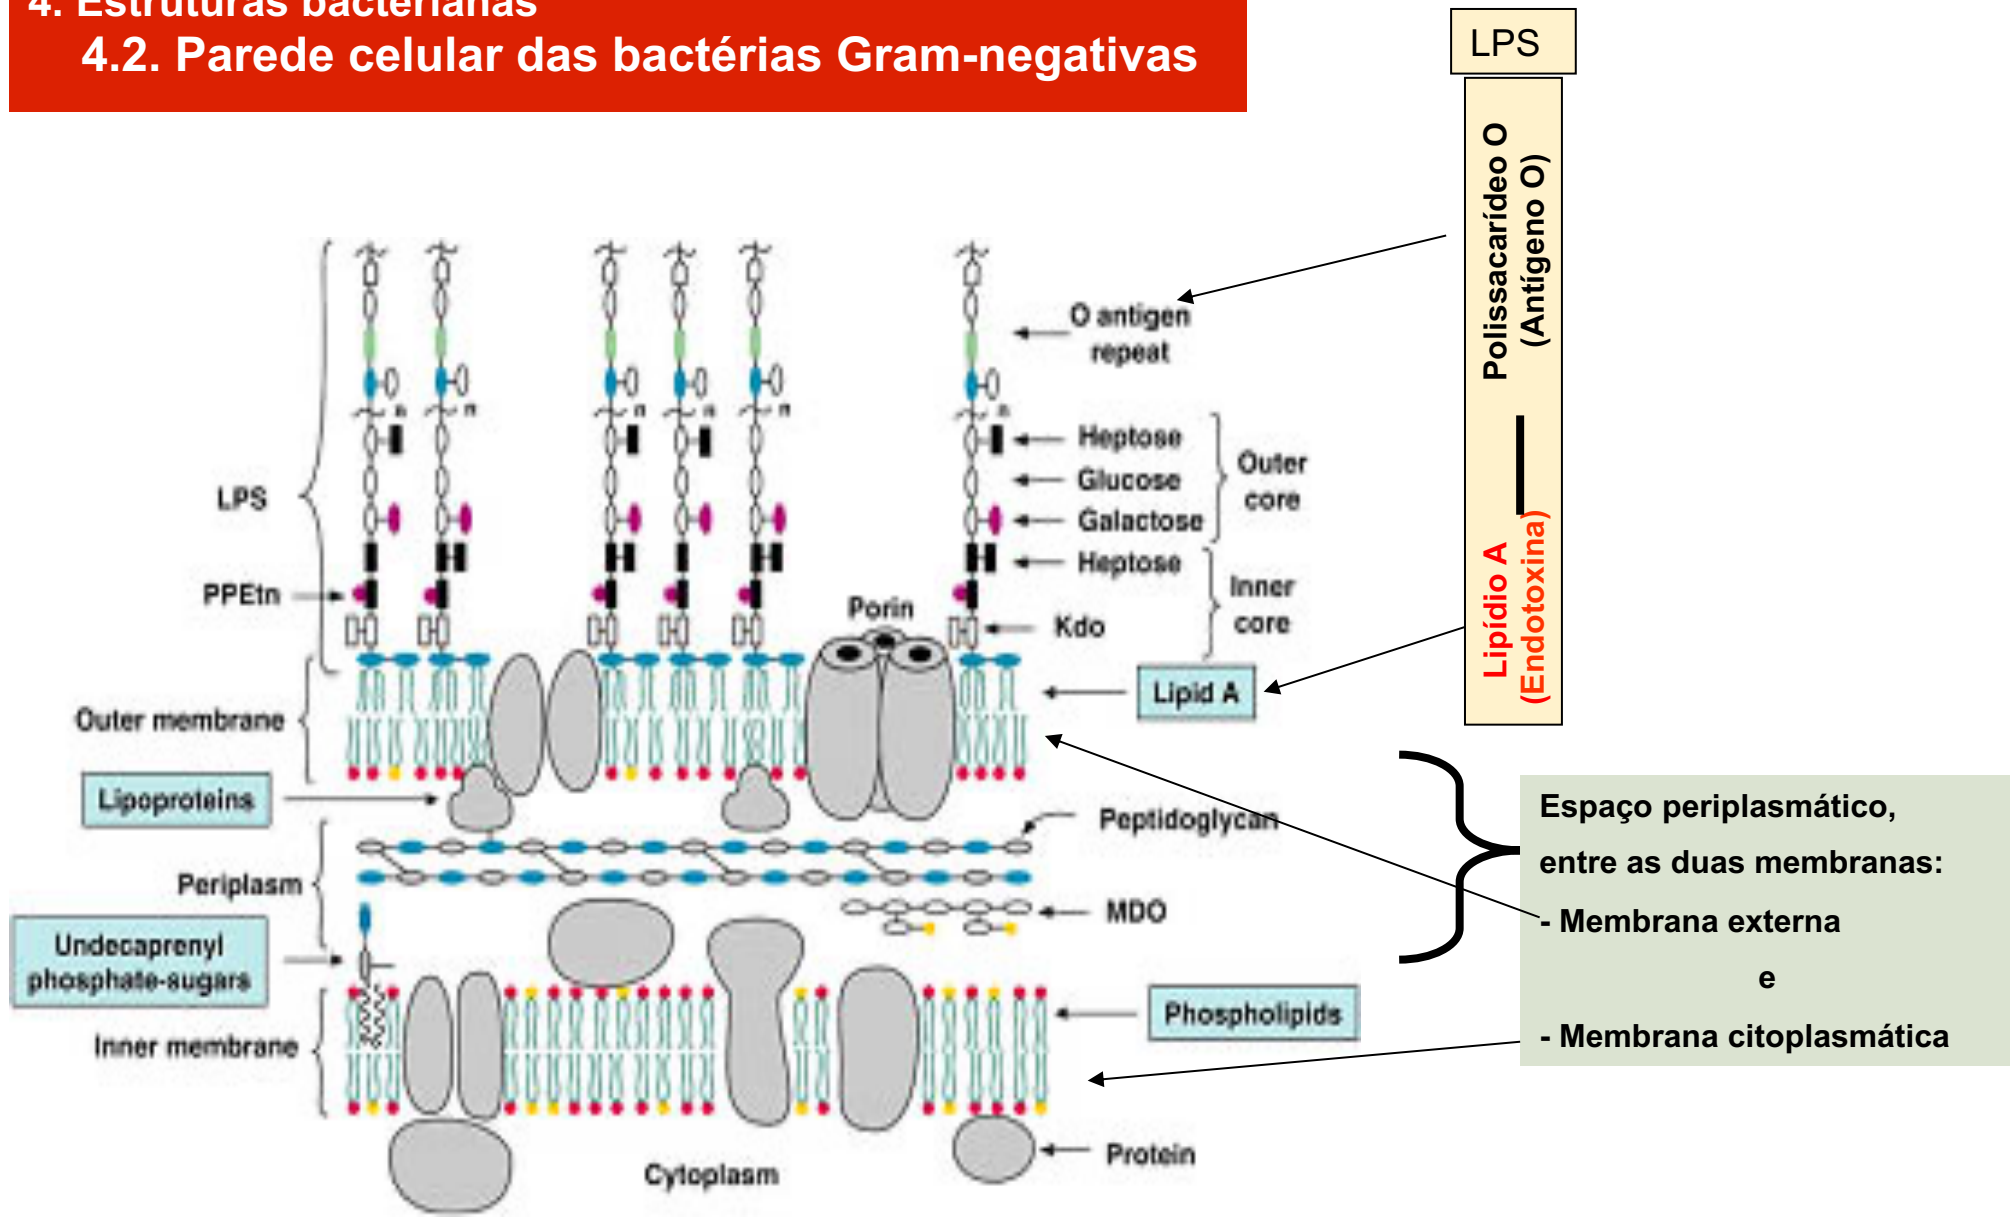 4. Estruturas bacterianas
4.2. Parede celular das bactérias Gram-negativas
LPS
Polissacarídeo O
(Antígeno O)
Lipídio A
(Endotoxina)
O antigen
repeat
n
n
n
n
n
n
Heptose
Glucose
Galactose
Outer
core
Heptose
Kdo
Inner
core
LPS
PPEtn
Porin
Lipid A
Outer membrane
Lipoproteins
Peptidoglycan
Periplasm
MDO
Undecaprenyl
phosphate-sugars
Phospholipids
Inner membrane
Protein
Cytoplasm
Espaço periplasmático,
entre as duas membranas:
- Membrana externa
e
- Membrana citoplasmática